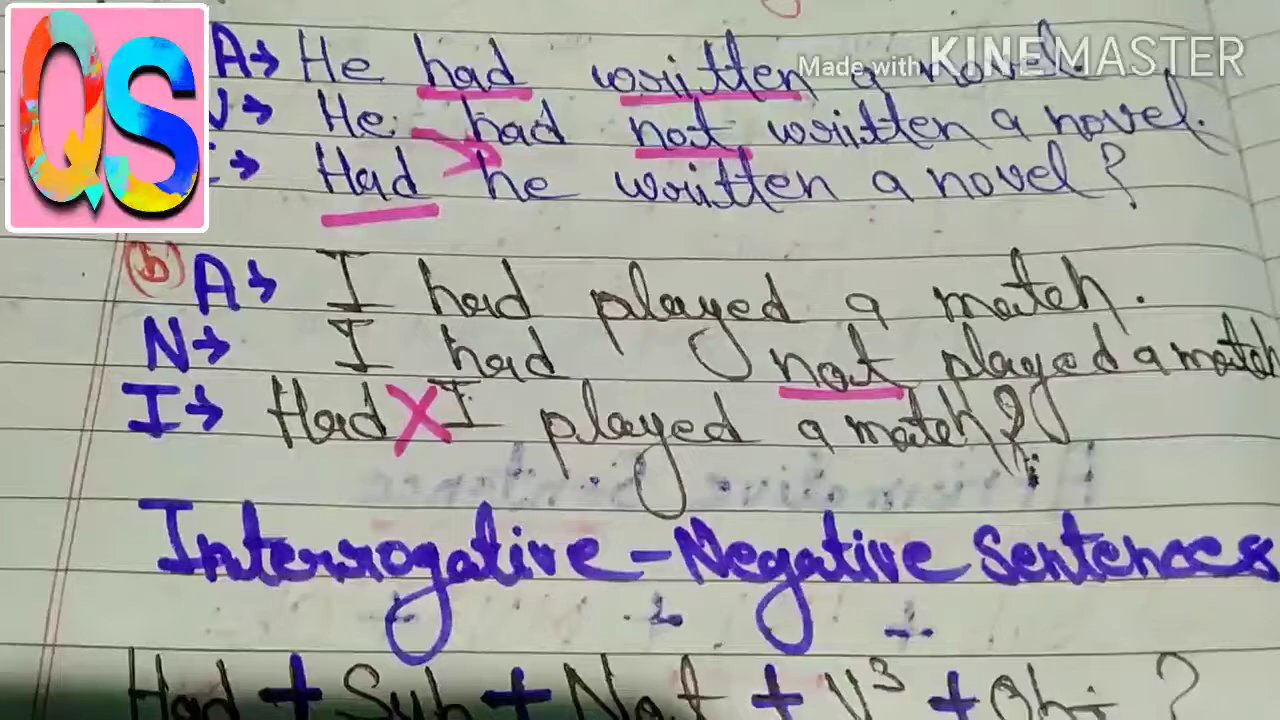 QS
Made with KINEMASTER
A→ He had written a novel
N→ He had not written a novel.
I→ Had he written a novel?
(b) A→ I had played a match.
N→ I had not played a match
I→ Had I played a match?
Interrogative-Negative Sentences
Had + Sub + Not + V3 + Obj ?